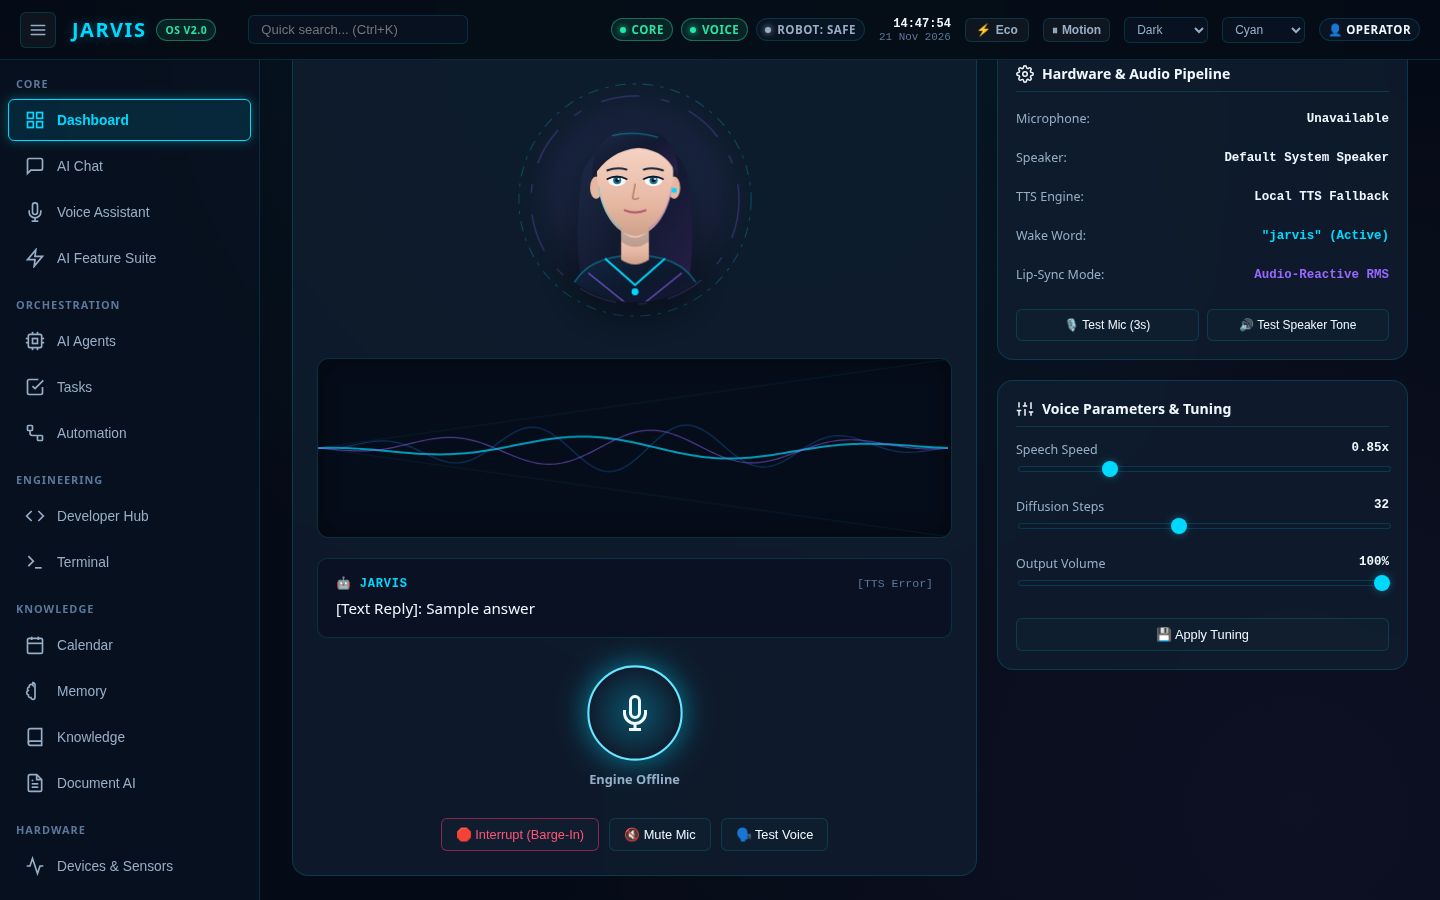 JARVIS OS V2.0
Quick search... (Ctrl+K)
CORE
VOICE
ROBOT: SAFE
14:47:54
21 Nov 2026
⚡ Eco
Motion
Dark
Cyan
OPERATOR
CORE
Dashboard
AI Chat
Voice Assistant
AI Feature Suite
ORCHESTRATION
AI Agents
Tasks
Automation
ENGINEERING
Developer Hub
Terminal
KNOWLEDGE
Calendar
Memory
Knowledge
Document AI
HARDWARE
Devices & Sensors
JARVIS [TTS Error]
[Text Reply]: Sample answer
Engine Offline
Interrupt (Barge-In)
Mute Mic
Test Voice
Hardware & Audio Pipeline
Microphone: Unavailable
Speaker: Default System Speaker
TTS Engine: Local TTS Fallback
Wake Word: "jarvis" (Active)
Lip-Sync Mode: Audio-Reactive RMS
Test Mic (3s)
Test Speaker Tone
Voice Parameters & Tuning
Speech Speed 0.85x
Diffusion Steps 32
Output Volume 100%
Apply Tuning